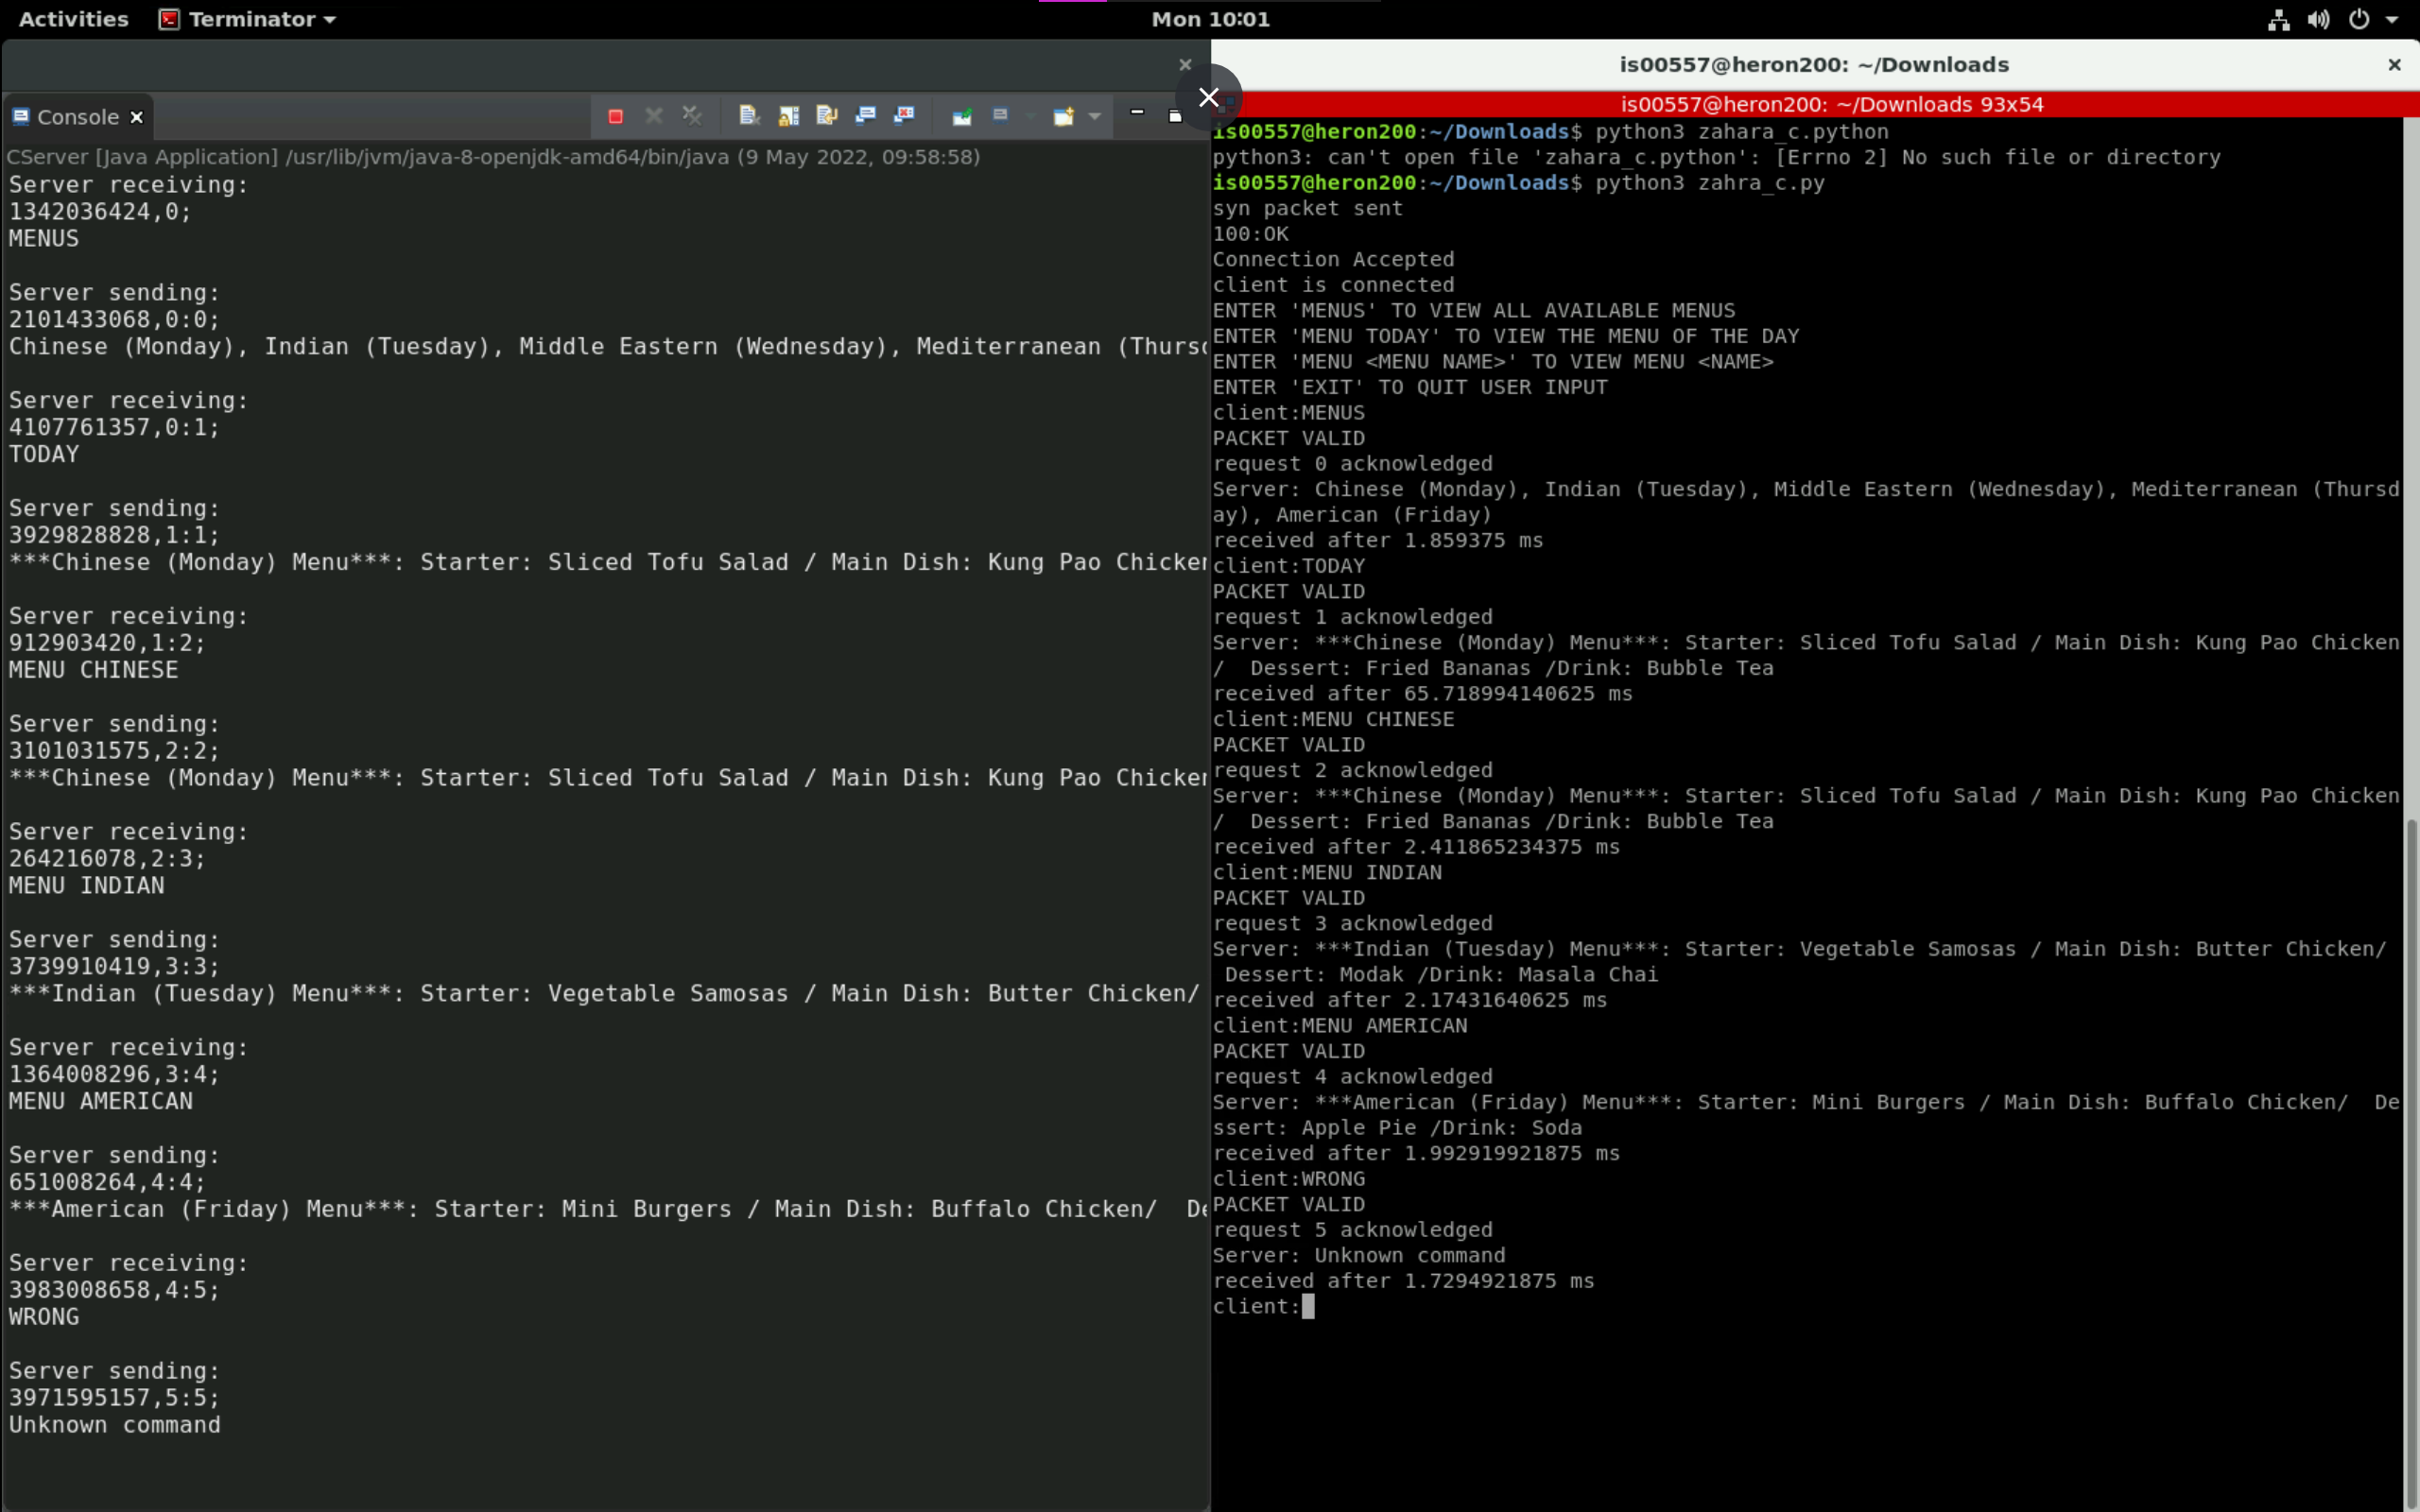 Activities Terminator Mon 10:01
Console
CServer [Java Application] /usr/lib/jvm/java-8-openjdk-amd64/bin/java (9 May 2022, 09:58:58)
Server receiving:
1342036424,0;
MENUS
Server sending:
2101433068,0:0;
Chinese (Monday), Indian (Tuesday), Middle Eastern (Wednesday), Mediterranean (Thurs
Server receiving:
4107761357,0:1;
TODAY
Server sending:
3929828828,1:1;
***Chinese (Monday) Menu***: Starter: Sliced Tofu Salad / Main Dish: Kung Pao Chicken
Server receiving:
912903420,1:2;
MENU CHINESE
Server sending:
3101031575,2:2;
***Chinese (Monday) Menu***: Starter: Sliced Tofu Salad / Main Dish: Kung Pao Chicken
Server receiving:
264216078,2:3;
MENU INDIAN
Server sending:
3739910419,3:3;
***Indian (Tuesday) Menu***: Starter: Vegetable Samosas / Main Dish: Butter Chicken/
Server receiving:
1364008296,3:4;
MENU AMERICAN
Server sending:
651008264,4:4;
***American (Friday) Menu***: Starter: Mini Burgers / Main Dish: Buffalo Chicken/  De
Server receiving:
3983008658,4:5;
WRONG
Server sending:
3971595157,5:5;
Unknown command
is00557@heron200: ~/Downloads
is00557@heron200: ~/Downloads 93x54
is00557@heron200:~/Downloads$ python3 zahara_c.python
python3: can't open file 'zahara_c.python': [Errno 2] No such file or directory
is00557@heron200:~/Downloads$ python3 zahra_c.py
syn packet sent
100:OK
Connection Accepted
client is connected
ENTER 'MENUS' TO VIEW ALL AVAILABLE MENUS
ENTER 'MENU TODAY' TO VIEW THE MENU OF THE DAY
ENTER 'MENU <MENU NAME>' TO VIEW MENU <NAME>
ENTER 'EXIT' TO QUIT USER INPUT
client:MENUS
PACKET VALID
request 0 acknowledged
Server: Chinese (Monday), Indian (Tuesday), Middle Eastern (Wednesday), Mediterranean (Thursd
ay), American (Friday)
received after 1.859375 ms
client:TODAY
PACKET VALID
request 1 acknowledged
Server: ***Chinese (Monday) Menu***: Starter: Sliced Tofu Salad / Main Dish: Kung Pao Chicken
/  Dessert: Fried Bananas /Drink: Bubble Tea
received after 65.718994140625 ms
client:MENU CHINESE
PACKET VALID
request 2 acknowledged
Server: ***Chinese (Monday) Menu***: Starter: Sliced Tofu Salad / Main Dish: Kung Pao Chicken
/  Dessert: Fried Bananas /Drink: Bubble Tea
received after 2.411865234375 ms
client:MENU INDIAN
PACKET VALID
request 3 acknowledged
Server: ***Indian (Tuesday) Menu***: Starter: Vegetable Samosas / Main Dish: Butter Chicken/
 Dessert: Modak /Drink: Masala Chai
received after 2.17431640625 ms
client:MENU AMERICAN
PACKET VALID
request 4 acknowledged
Server: ***American (Friday) Menu***: Starter: Mini Burgers / Main Dish: Buffalo Chicken/  De
ssert: Apple Pie /Drink: Soda
received after 1.992919921875 ms
client:WRONG
PACKET VALID
request 5 acknowledged
Server: Unknown command
received after 1.7294921875 ms
client: